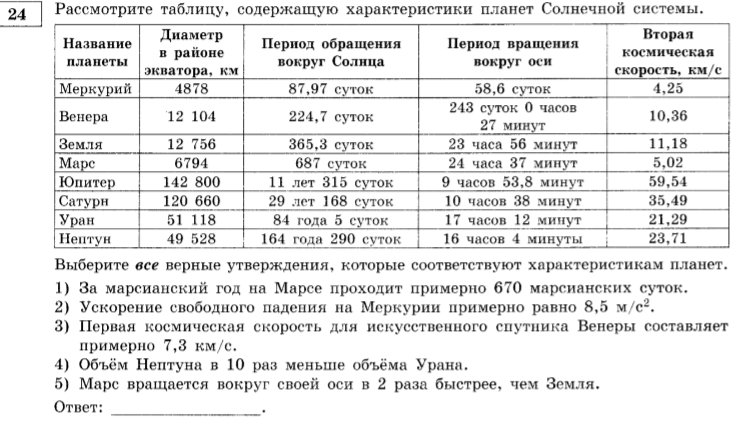 24
Рассмотрите таблицу, содержащую характеристики планет Солнечной системы.
Название планеты | Диаметр в районе экватора, км | Период обращения вокруг Солнца | Период вращения вокруг оси | Вторая космическая скорость, км/с
Меркурий | 4878 | 87,97 суток | 58,6 суток | 4,25
Венера | 12 104 | 224,7 суток | 243 суток 0 часов 27 минут | 10,36
Земля | 12 756 | 365,3 суток | 23 часа 56 минут | 11,18
Марс | 6794 | 687 суток | 24 часа 37 минут | 5,02
Юпитер | 142 800 | 11 лет 315 суток | 9 часов 53,8 минут | 59,54
Сатурн | 120 660 | 29 лет 168 суток | 10 часов 38 минут | 35,49
Уран | 51 118 | 84 года 5 суток | 17 часов 12 минут | 21,29
Нептун | 49 528 | 164 года 290 суток | 16 часов 4 минуты | 23,71
Выберите все верные утверждения, которые соответствуют характеристикам планет.
1) За марсианский год на Марсе проходит примерно 670 марсианских суток.
2) Ускорение свободного падения на Меркурии примерно равно 8,5 м/с².
3) Первая космическая скорость для искусственного спутника Венеры составляет
примерно 7,3 км/с.
4) Объём Нептуна в 10 раз меньше объёма Урана.
5) Марс вращается вокруг своей оси в 2 раза быстрее, чем Земля.
Ответ: ____________________.